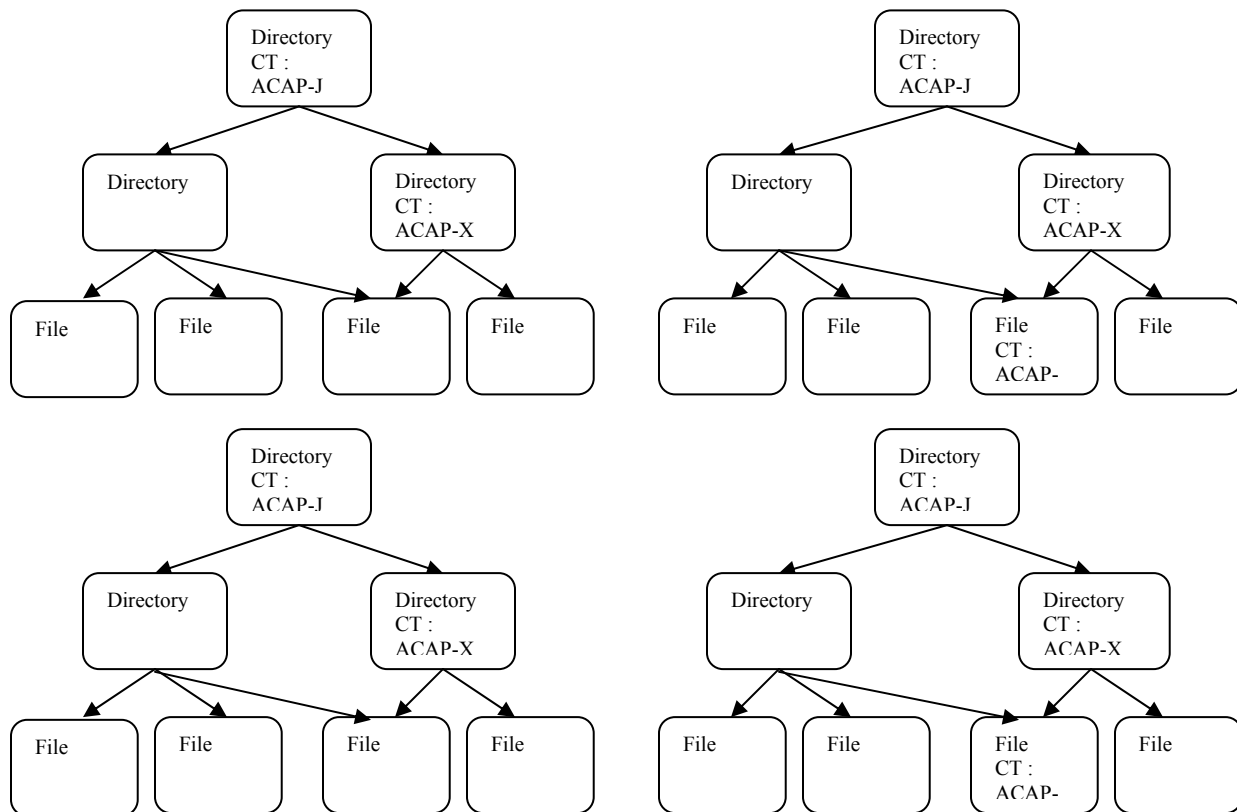 Directory
CT :
ACAP-J
Directory
CT :
ACAP-J
Directory
Directory
CT :
ACAP-X
Directory
Directory
CT :
ACAP-X
File
File
File
File
File
File
File
CT :
ACAP-
File
Directory
CT :
ACAP-J
Directory
CT :
ACAP-J
Directory
Directory
CT :
ACAP-X
Directory
Directory
CT :
ACAP-X
File
File
File
File
File
File
File
CT :
ACAP-
File